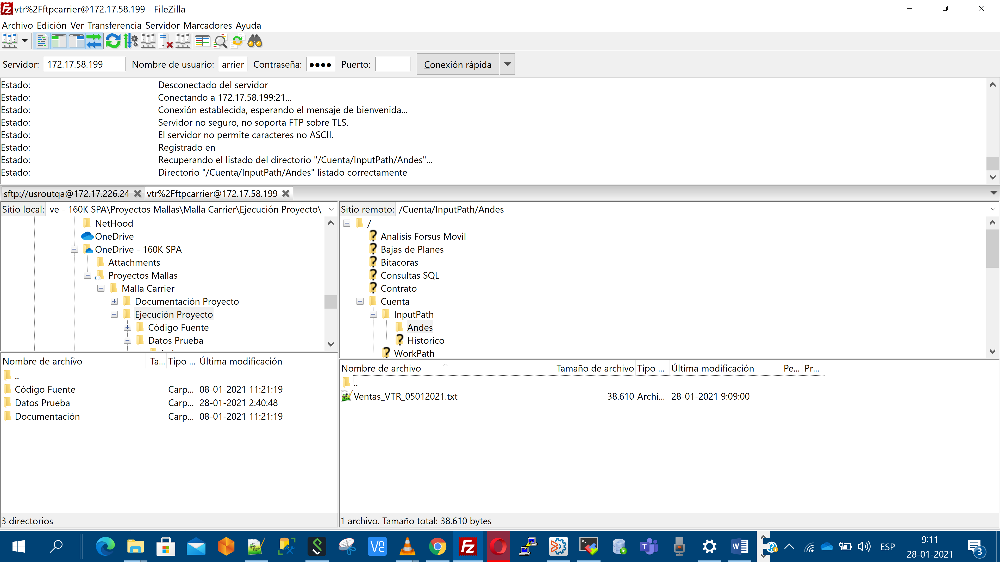 vtr%2Fftpcarrier@172.17.58.199 - FileZilla
Archivo Edición Ver Transferencia Servidor Marcadores Ayuda
Servidor: 172.17.58.199 Nombre de usuario: arrier Contraseña: ●●●● Puerto: Conexión rápida
Estado: Desconectado del servidor
Estado: Conectando a 172.17.58.199:21...
Estado: Conexión establecida, esperando el mensaje de bienvenida...
Estado: Servidor no seguro, no soporta FTP sobre TLS.
Estado: El servidor no permite caracteres no ASCII.
Estado: Registrado en
Estado: Recuperando el listado del directorio "/Cuenta/InputPath/Andes"...
Estado: Directorio "/Cuenta/InputPath/Andes" listado correctamente
sftp://usroutqa@172.17.226.24 vtr%2Fftpcarrier@172.17.58.199
Sitio local: ve - 160K SPA\Proyectos Mallas\Malla Carrier\Ejecución Proyecto\
NetHood
OneDrive
OneDrive - 160K SPA
Attachments
Proyectos Mallas
Malla Carrier
Documentación Proyecto
Ejecución Proyecto
Código Fuente
Datos Prueba
Nombre de archivo Ta... Tipo ... Última modificación
..
Código Fuente Carp... 08-01-2021 11:21:19
Datos Prueba Carp... 28-01-2021 2:40:48
Documentación Carp... 08-01-2021 11:21:19
3 directorios
Sitio remoto: /Cuenta/InputPath/Andes
/
Analisis Forsus Movil
Bajas de Planes
Bitacoras
Consultas SQL
Contrato
Cuenta
InputPath
Andes
Historico
WorkPath
Nombre de archivo Tamaño de archivo Tipo ... Última modificación Pe... Pr...
..
Ventas_VTR_05012021.txt 38.610 Archi... 28-01-2021 9:09:00
1 archivo. Tamaño total: 38.610 bytes
ESP
9:11
28-01-2021
3